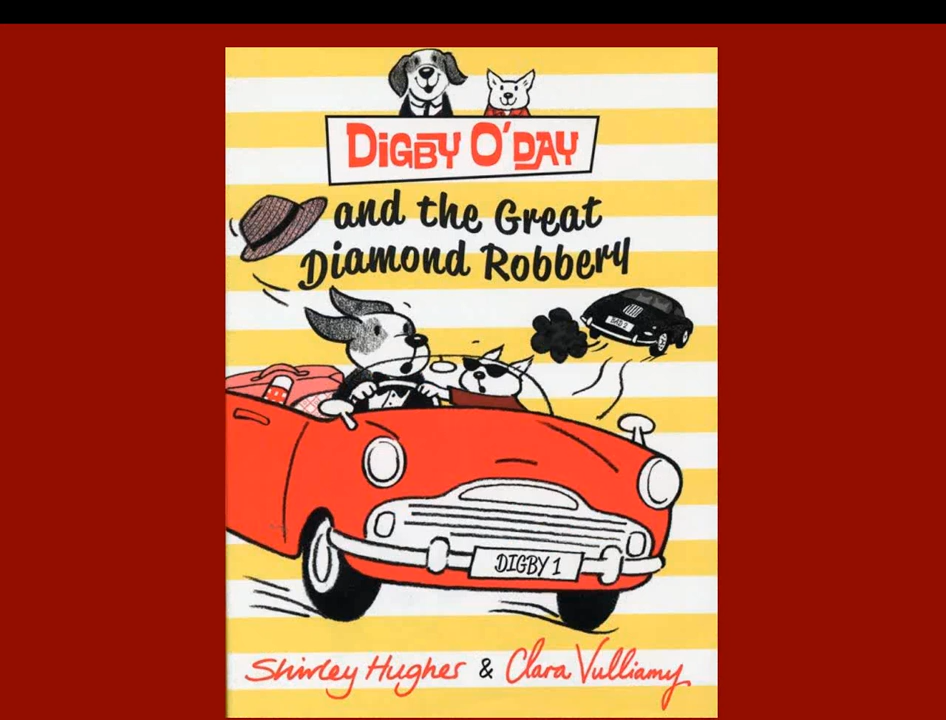 DIGBY O'DAY
and the Great
Diamond Robbery
DIGBY 1
Shirley Hughes & Clara Vulliamy